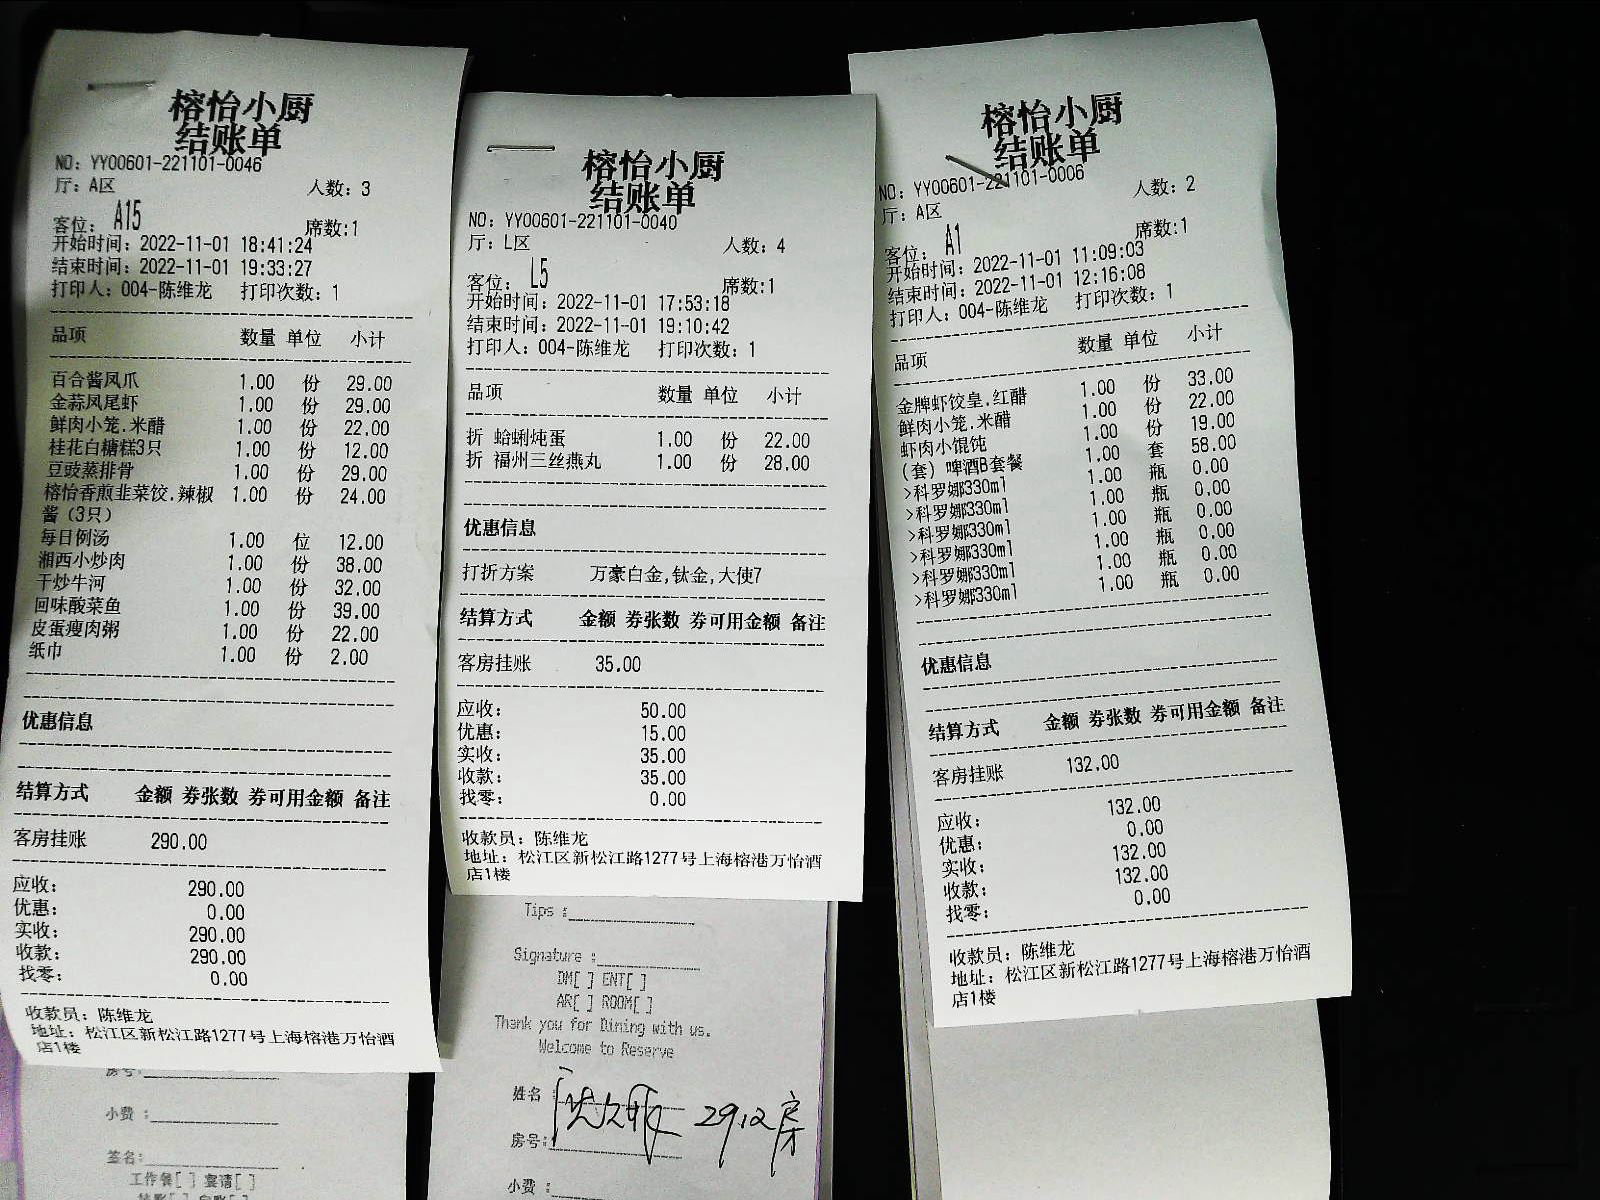 榕怡小厨
结账单
NO: YY00601-221101-0046
厅: A区 人数: 3
客位: A15 席数:1
开始时间: 2022-11-01 18:41:24
结束时间: 2022-11-01 19:33:27
打印人: 004-陈维龙 打印次数: 1
品项 数量 单位 小计
百合酱凤爪 1.00 份 29.00
金蒜凤尾虾 1.00 份 29.00
鲜肉小笼.米醋 1.00 份 22.00
桂花白糖糕3只 1.00 份 12.00
豆豉蒸排骨 1.00 份 29.00
榕怡香煎韭菜饺.辣椒 1.00 份 24.00
酱(3只)
每日例汤 1.00 位 12.00
湘西小炒肉 1.00 份 38.00
干炒牛河 1.00 份 32.00
回味酸菜鱼 1.00 份 39.00
皮蛋瘦肉粥 1.00 份 22.00
纸巾 1.00 份 2.00
优惠信息
结算方式 金额 券张数 券可用金额 备注
客房挂账 290.00
应收: 290.00
优惠: 0.00
实收: 290.00
收款: 290.00
找零: 0.00
收款员: 陈维龙
地址: 松江区新松江路1277号上海榕港万怡酒
店1楼
房号:
小费 :
签名:
工作餐[ ] 宴请[ ]
榕怡小厨
结账单
NO: YY00601-221101-0040
厅: L区 人数: 4
客位: L5 席数:1
开始时间: 2022-11-01 17:53:18
结束时间: 2022-11-01 19:10:42
打印人: 004-陈维龙 打印次数: 1
品项 数量 单位 小计
折 蛤蜊炖蛋 1.00 份 22.00
折 福州三丝燕丸 1.00 份 28.00
优惠信息
打折方案 万豪白金,钛金,大使7
结算方式 金额 券张数 券可用金额 备注
客房挂账 35.00
应收: 50.00
优惠: 15.00
实收: 35.00
收款: 35.00
找零: 0.00
收款员: 陈维龙
地址: 松江区新松江路1277号上海榕港万怡酒
店1楼
Tips :
Signature :
DM[ ] ENT[ ]
AR[ ] ROOM[ ]
Thank you for Dining with us.
Welcome to Reserve
姓名 : 2912房
房号:
小费 :
榕怡小厨
结账单
NO: YY00601-221101-0006
厅: A区 人数: 2
客位: A1 席数:1
开始时间: 2022-11-01 11:09:03
结束时间: 2022-11-01 12:16:08
打印人: 004-陈维龙 打印次数: 1
品项 数量 单位 小计
金牌虾饺皇.红醋 1.00 份 33.00
鲜肉小笼.米醋 1.00 份 22.00
虾肉小馄饨 1.00 份 19.00
(套) 啤酒B套餐 1.00 套 58.00
>科罗娜330ml 1.00 瓶 0.00
>科罗娜330ml 1.00 瓶 0.00
>科罗娜330ml 1.00 瓶 0.00
>科罗娜330ml 1.00 瓶 0.00
>科罗娜330ml 1.00 瓶 0.00
>科罗娜330ml 1.00 瓶 0.00
优惠信息
结算方式 金额 券张数 券可用金额 备注
客房挂账 132.00
应收: 132.00
优惠: 0.00
实收: 132.00
收款: 132.00
找零: 0.00
收款员: 陈维龙
地址: 松江区新松江路1277号上海榕港万怡酒
店1楼